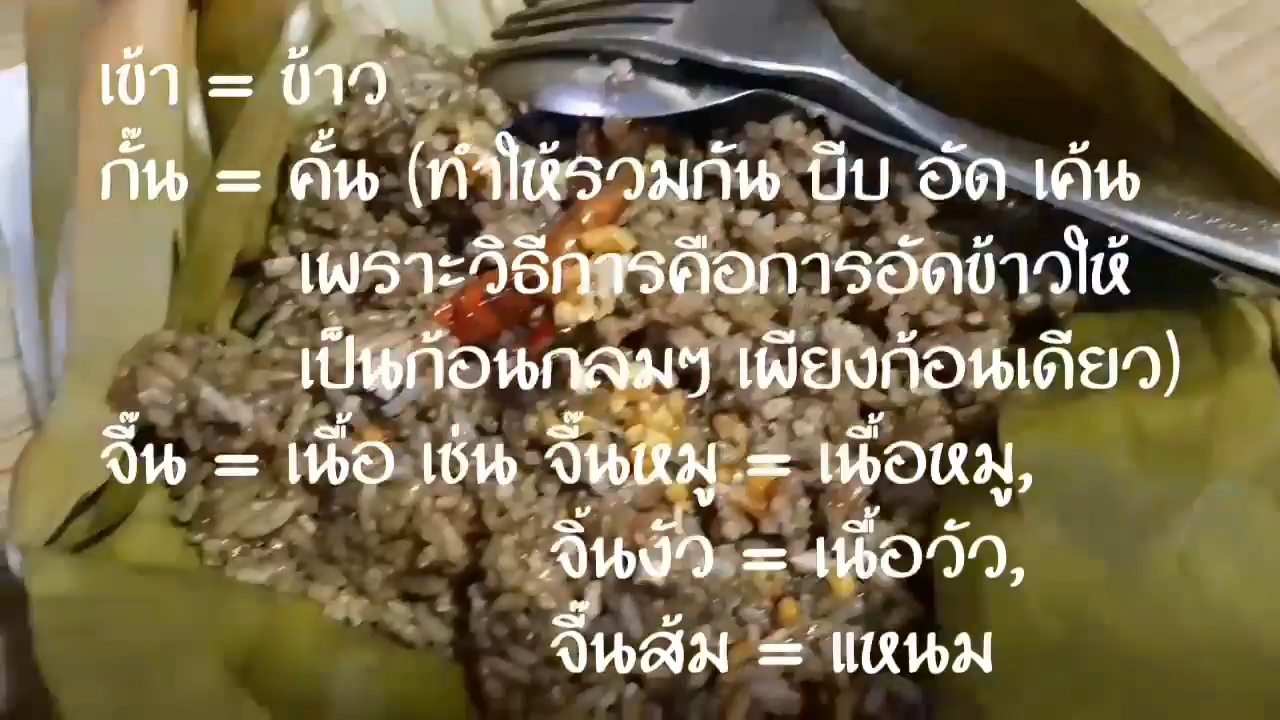 เข้า = ข้าว
กั๊น = คั้น (ทำให้รวมกัน บีบ อัด เค้น
เพราะวิธีการคือการอัดข้าวให้
เป็นก้อนกลมๆ เผียงก้อนเดียว)
จิ๊น = เนื้อ เช่น จิ๊นหมู = เนื้อหมู,
จิ้นงัว = เนื้อวัว,
จิ๊นส้ม = แหนม